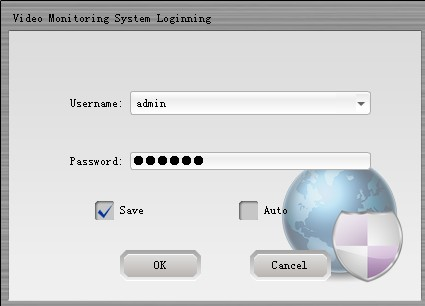 Video Monitoring System Loginning
Username: admin
Password: ●●●●●●
Save Auto
OK Cancel